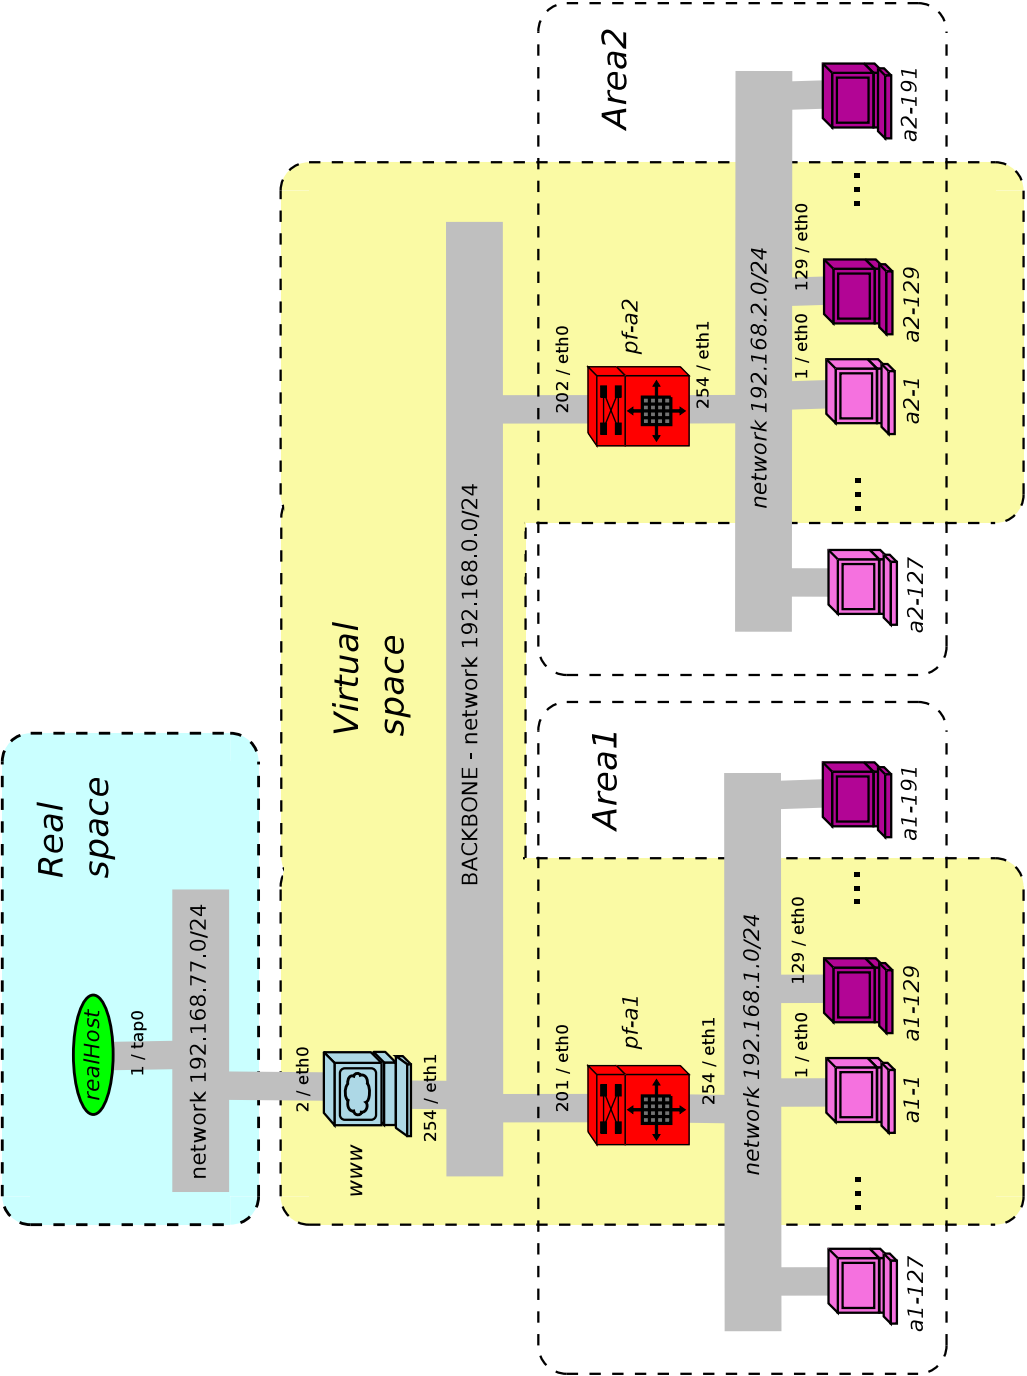 Real
space
realHost
1 / tap0
network 192.168.77.0/24
2 / eth0
www
254 / eth1
Virtual
space
BACKBONE - network 192.168.0.0/24
201 / eth0
202 / eth0
Area1
pf-a1
254 / eth1
network 192.168.1.0/24
1 / eth0
129 / eth0
a1-127
...
a1-1
a1-129
...
a1-191
Area2
pf-a2
254 / eth1
network 192.168.2.0/24
1 / eth0
129 / eth0
a2-127
...
a2-1
a2-129
...
a2-191